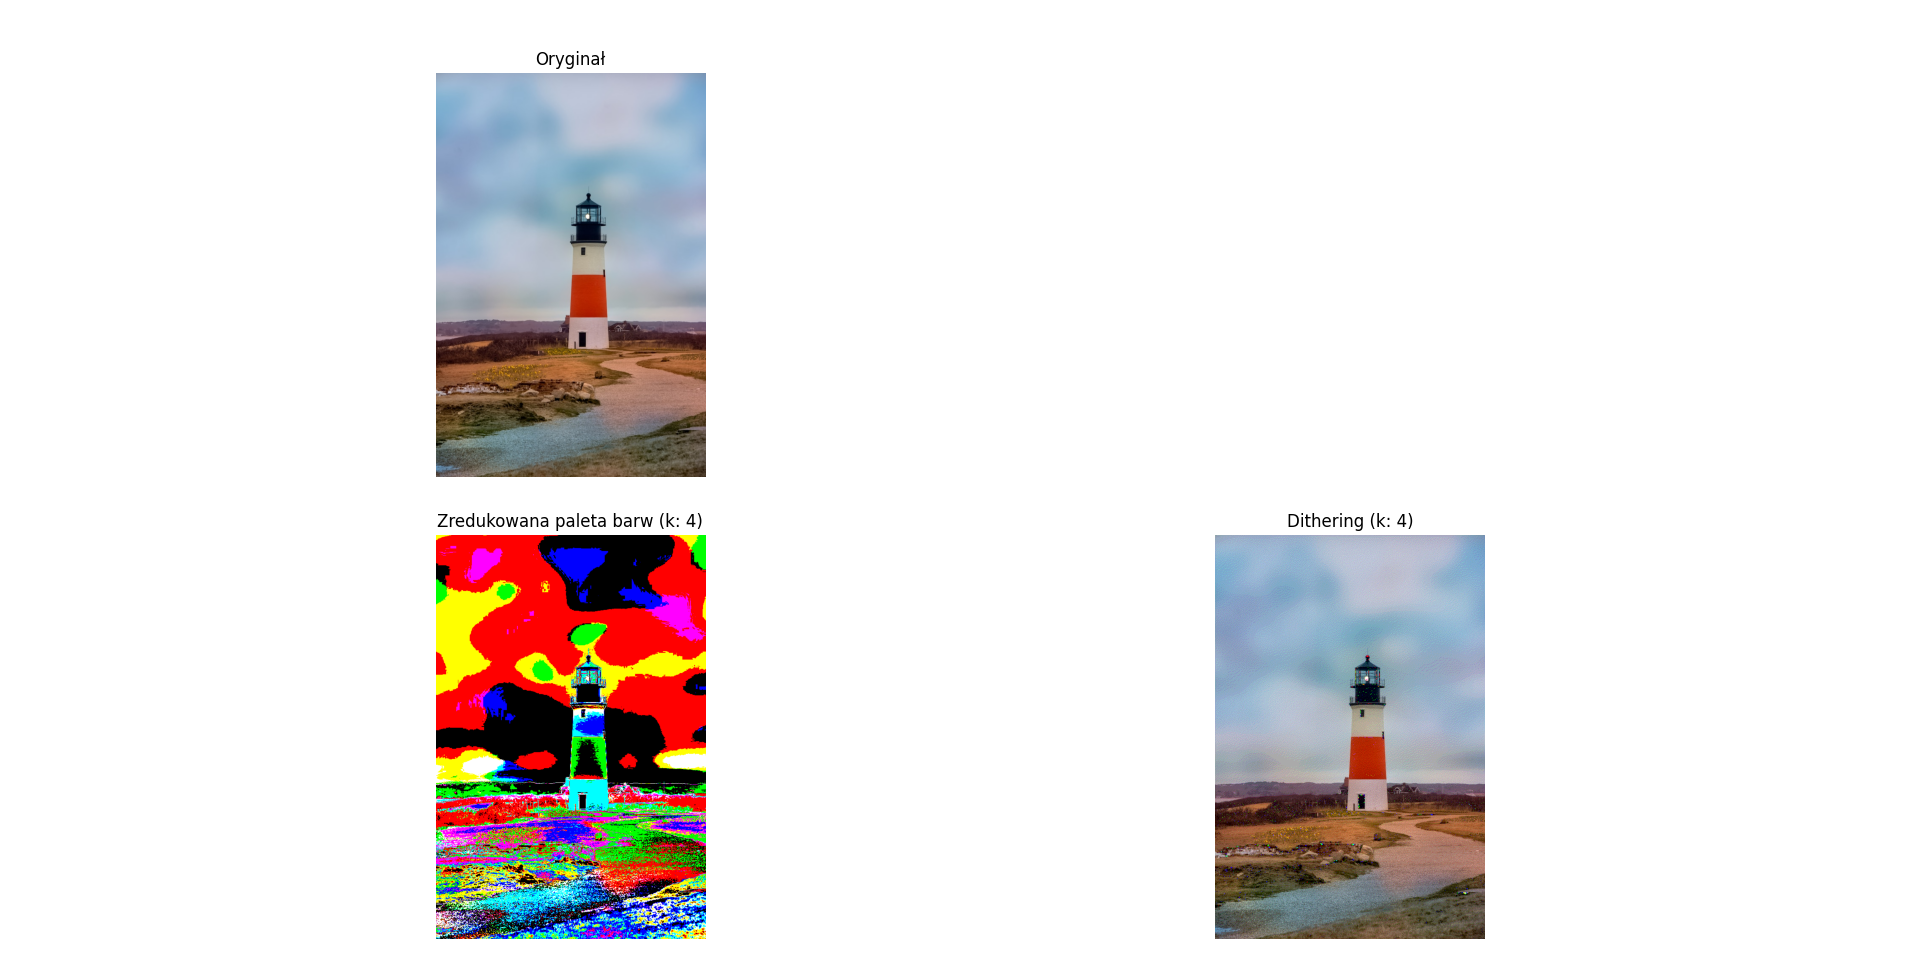 Oryginał
Zredukowana paleta barw (k: 4)
Dithering (k: 4)